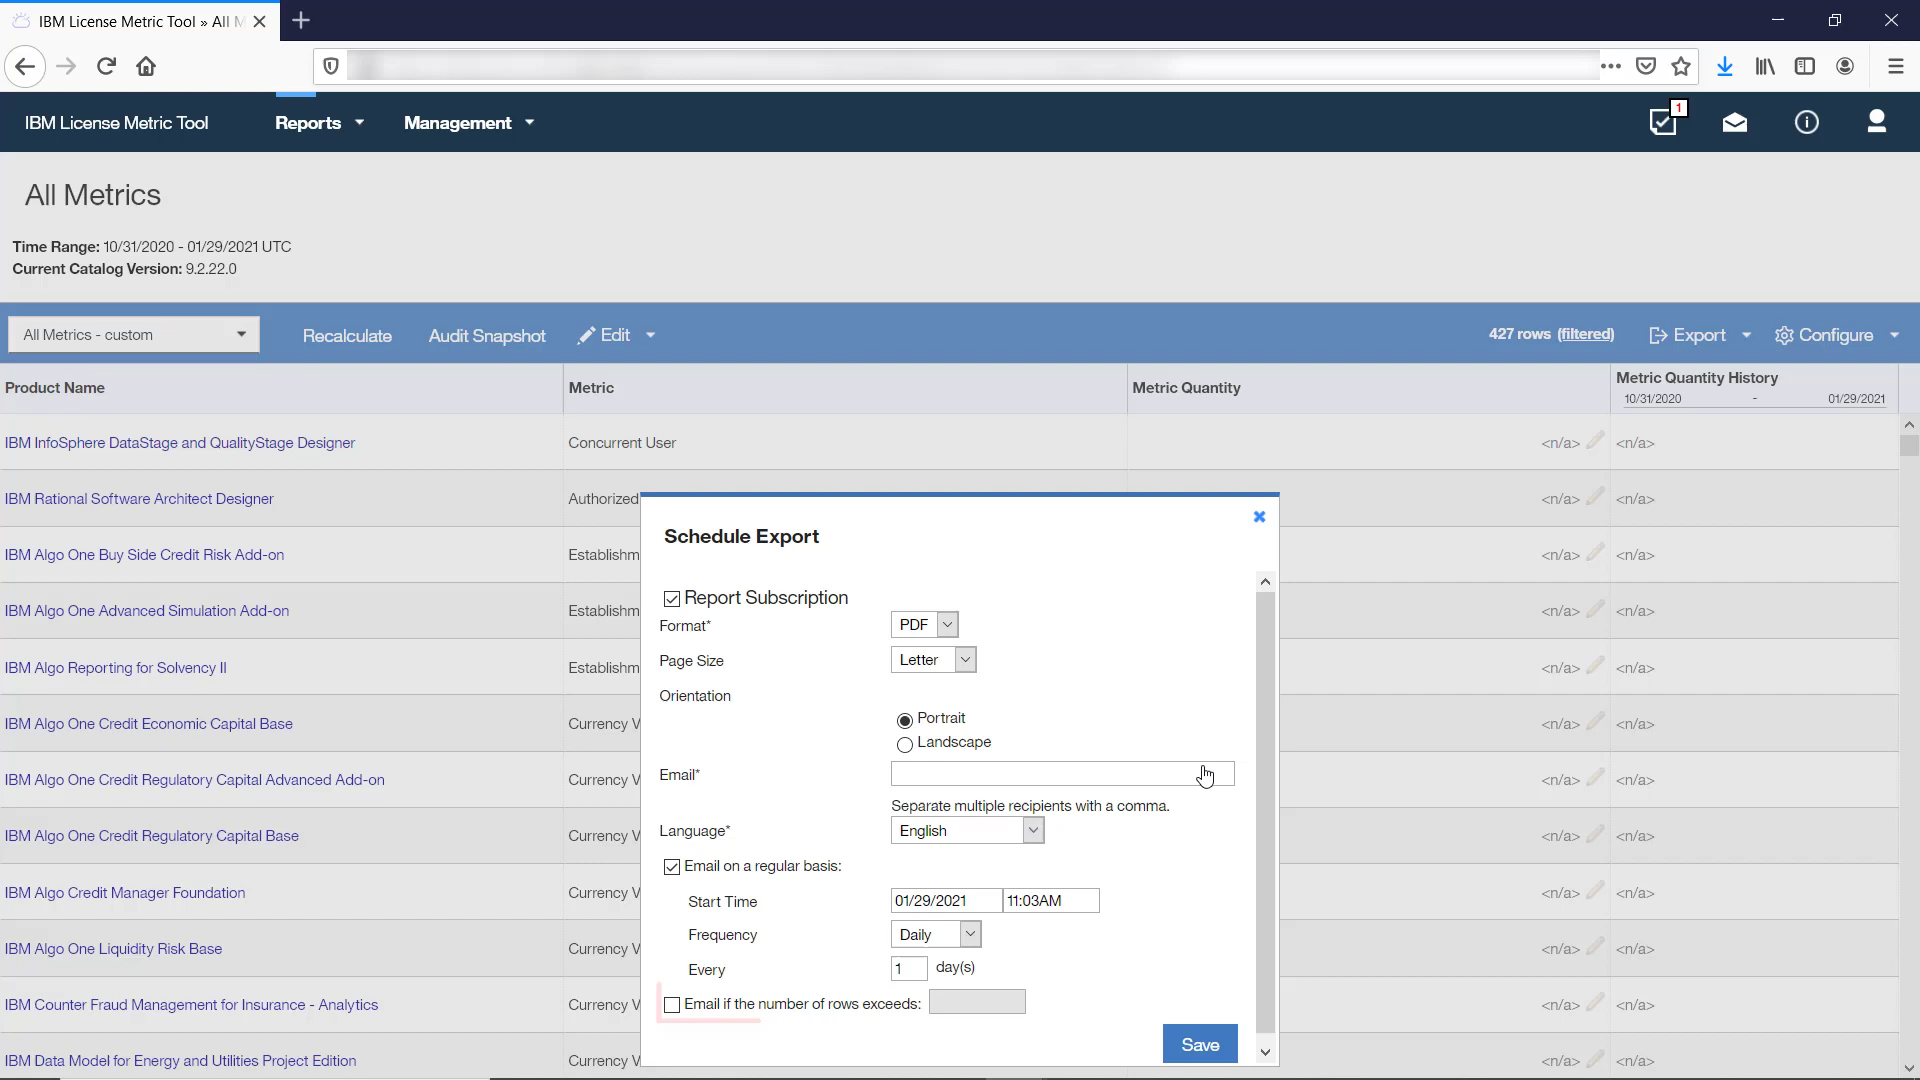 IBM License Metric Tool » All M
IBM License Metric Tool
Reports
Management
1
All Metrics
Time Range: 10/31/2020 - 01/29/2021 UTC
Current Catalog Version: 9.2.22.0
All Metrics - custom
Recalculate
Audit Snapshot
Edit
427 rows (filtered)
Export
Configure
Product Name
Metric
Metric Quantity
Metric Quantity History
10/31/2020 - 01/29/2021
IBM InfoSphere DataStage and QualityStage Designer
Concurrent User
<n/a>
<n/a>
IBM Rational Software Architect Designer
Authorized
<n/a>
<n/a>
IBM Algo One Buy Side Credit Risk Add-on
Establishm
<n/a>
<n/a>
IBM Algo One Advanced Simulation Add-on
Establishm
<n/a>
<n/a>
IBM Algo Reporting for Solvency II
Establishm
<n/a>
<n/a>
IBM Algo One Credit Economic Capital Base
Currency V
<n/a>
<n/a>
IBM Algo One Credit Regulatory Capital Advanced Add-on
Currency V
<n/a>
<n/a>
IBM Algo One Credit Regulatory Capital Base
Currency V
<n/a>
<n/a>
IBM Algo Credit Manager Foundation
Currency V
<n/a>
<n/a>
IBM Algo One Liquidity Risk Base
Currency V
<n/a>
<n/a>
IBM Counter Fraud Management for Insurance - Analytics
Currency V
<n/a>
<n/a>
IBM Data Model for Energy and Utilities Project Edition
Currency V
<n/a>
<n/a>
Schedule Export
Report Subscription
Format*
PDF
Page Size
Letter
Orientation
Portrait
Landscape
Email*
Separate multiple recipients with a comma.
Language*
English
Email on a regular basis:
Start Time
01/29/2021
11:03AM
Frequency
Daily
Every
1
day(s)
Email if the number of rows exceeds:
Save